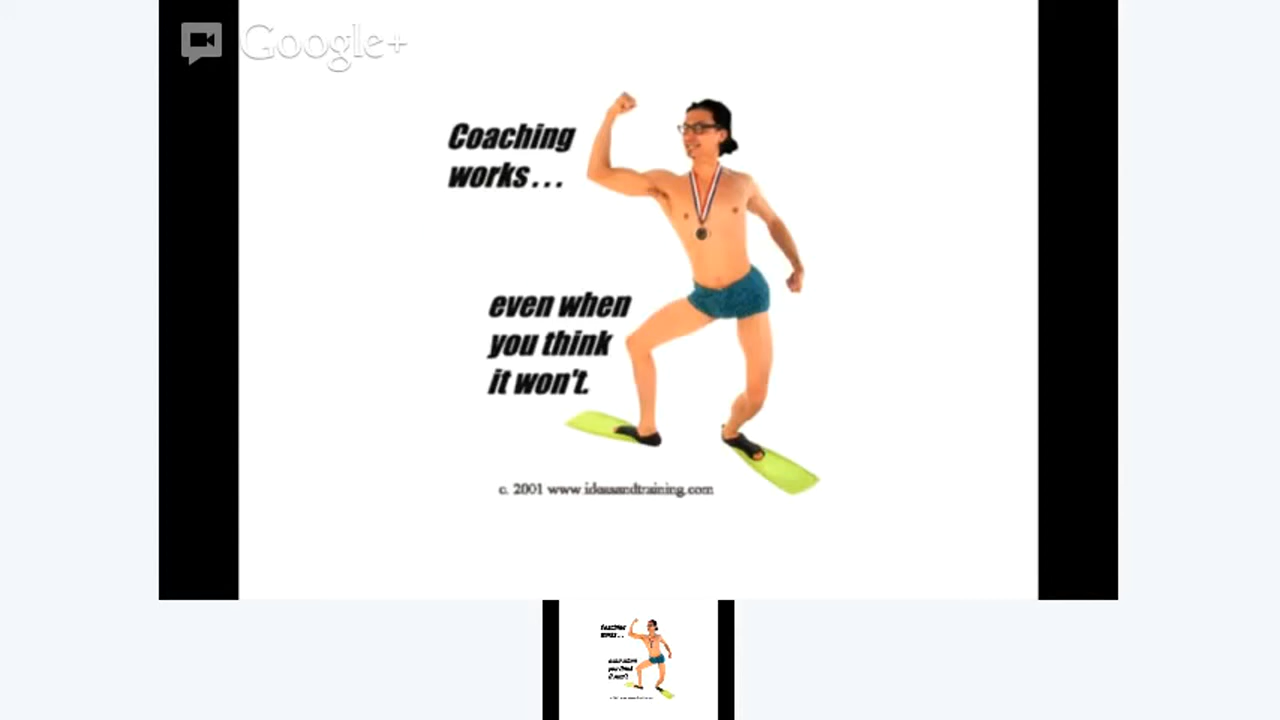 Google+
Coaching
works . . .
even when
you think
it won't.
c. 2001 www.ideasandtraining.com